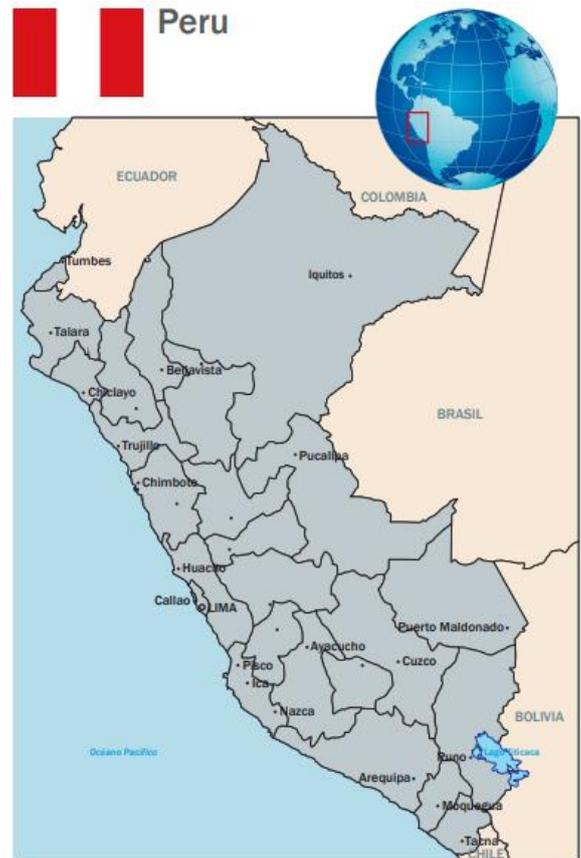 Peru
ECUADOR
COLOMBIA
Tumbes
Iquitos
Talara
Bellavista
Chiclayo
BRASIL
Trujillo
Pucallpa
Chimbote
Huacho
Callao
LIMA
Puerto Maldonado
Ayacucho
Cuzco
Pisco
Ica
Nazca
BOLIVIA
Océano Pacífico
Lago Titicaca
Puno
Arequipa
Moquegua
Tacna
CHILE